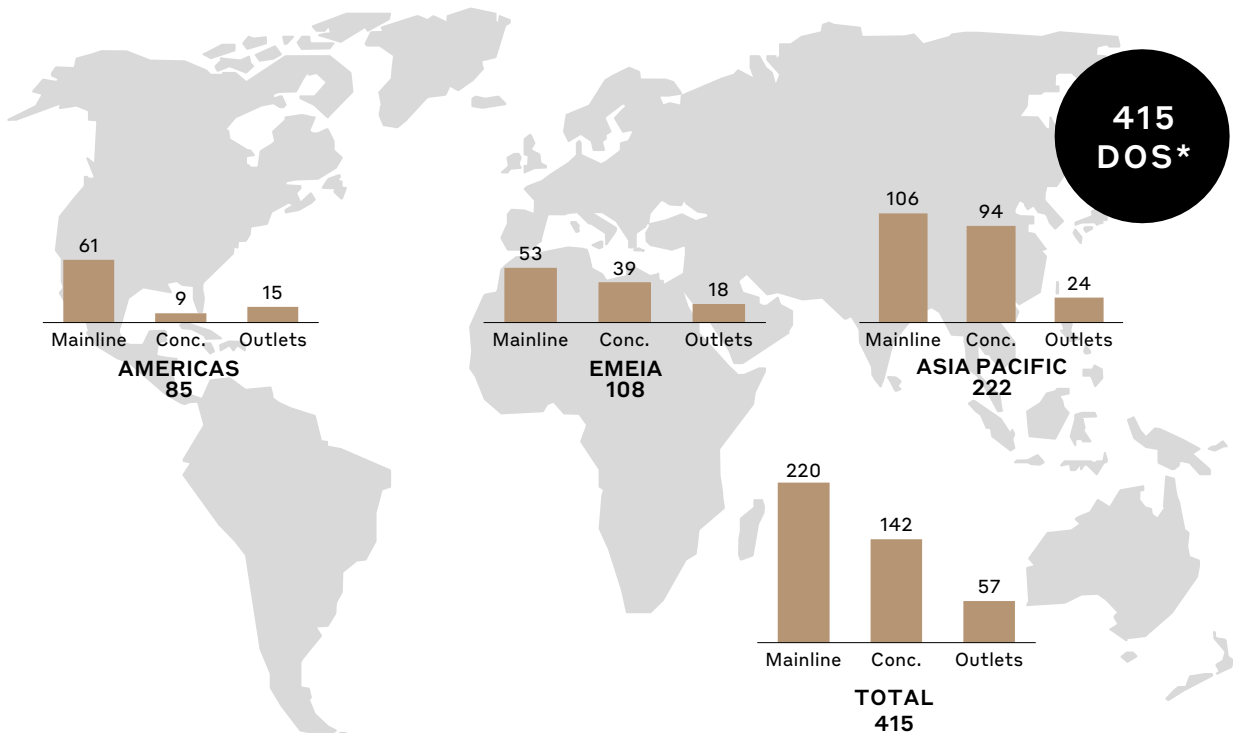 415
DOS*
61
9
15
Mainline Conc. Outlets
AMERICAS
85
53
39
18
Mainline Conc. Outlets
EMEIA
108
106
94
24
Mainline Conc. Outlets
ASIA PACIFIC
222
220
142
57
Mainline Conc. Outlets
TOTAL
415